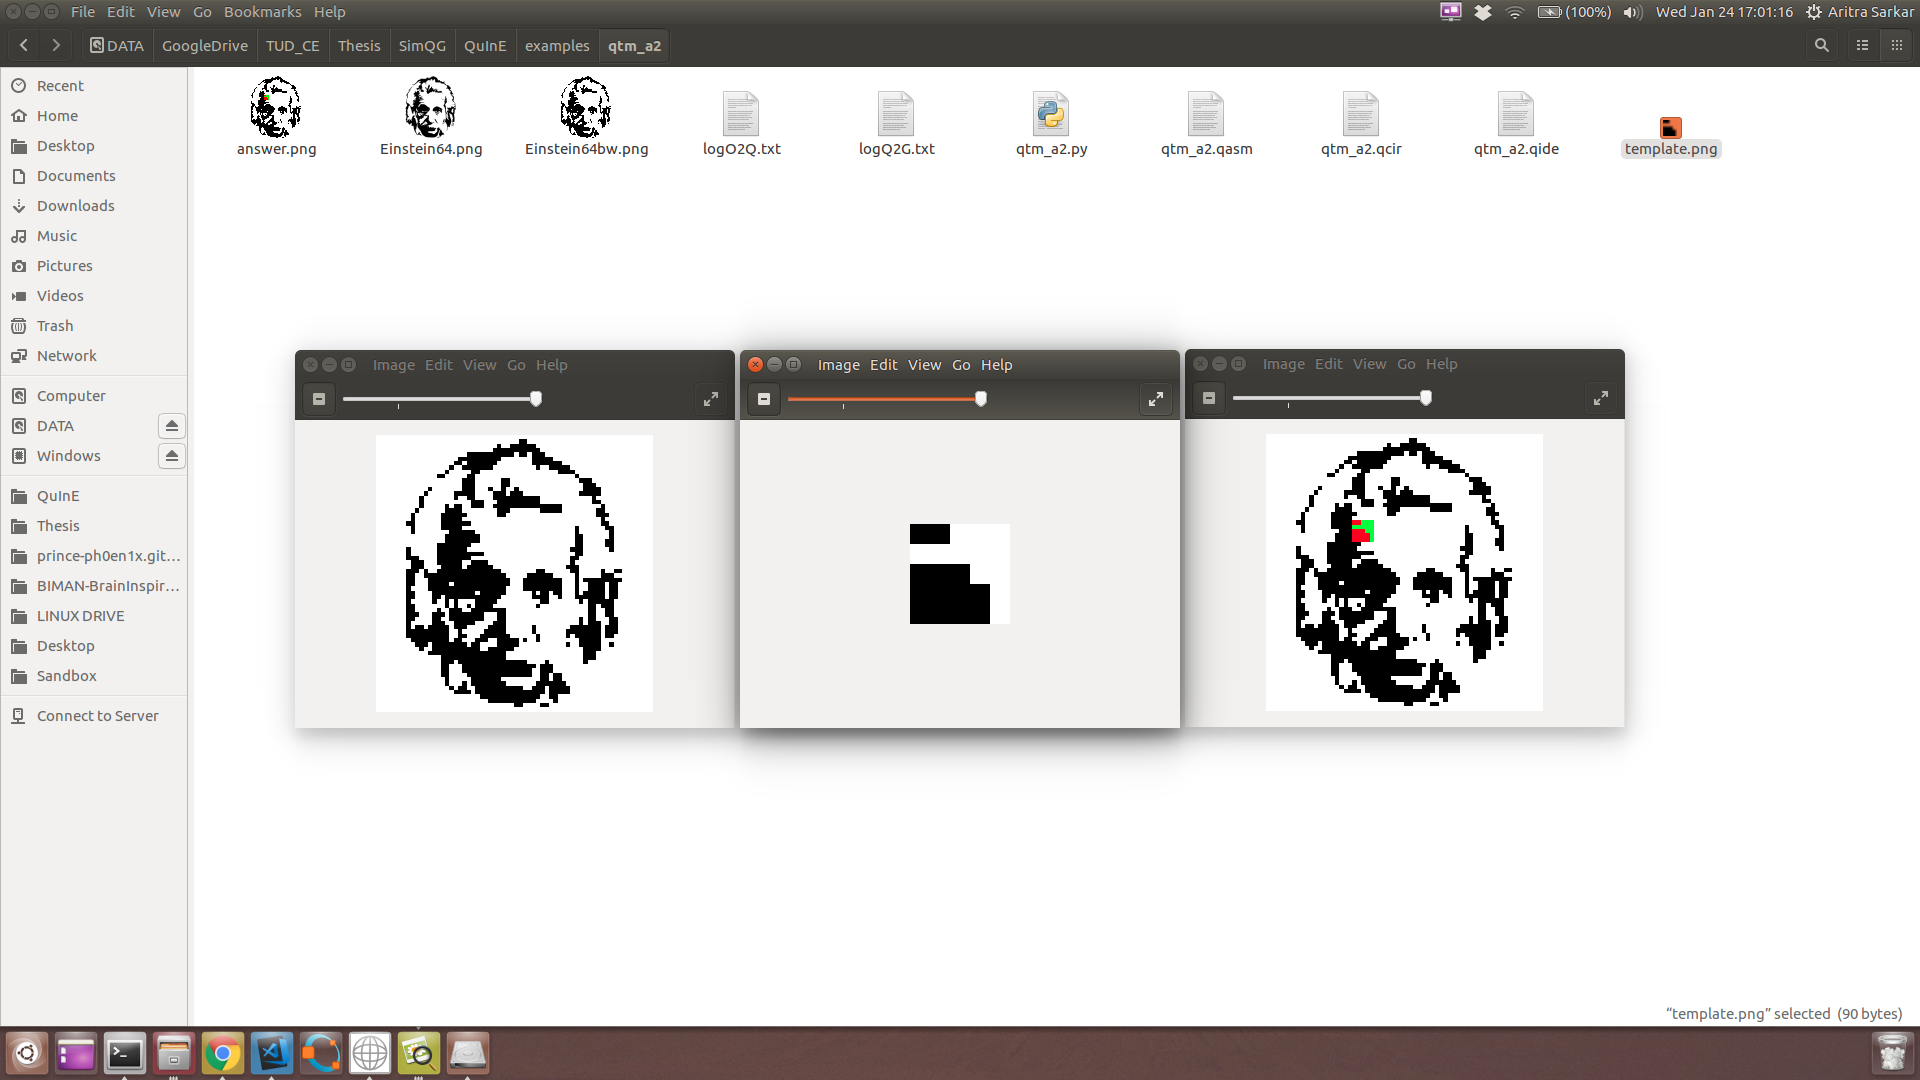 File Edit View Go Bookmarks Help
(100%) Wed Jan 24 17:01:16 Aritra Sarkar
DATA GoogleDrive TUD_CE Thesis SimQG QuInE examples qtm_a2
Recent
Home
Desktop
Documents
Downloads
Music
Pictures
Videos
Trash
Network
Computer
DATA
Windows
QuInE
Thesis
prince-ph0en1x.git...
BIMAN-BrainInspir...
LINUX DRIVE
Desktop
Sandbox
Connect to Server
answer.png Einstein64.png Einstein64bw.png logO2Q.txt logQ2G.txt qtm_a2.py qtm_a2.qasm qtm_a2.qcir qtm_a2.qide template.png
Image Edit View Go Help
Image Edit View Go Help
Image Edit View Go Help
“template.png” selected (90 bytes)